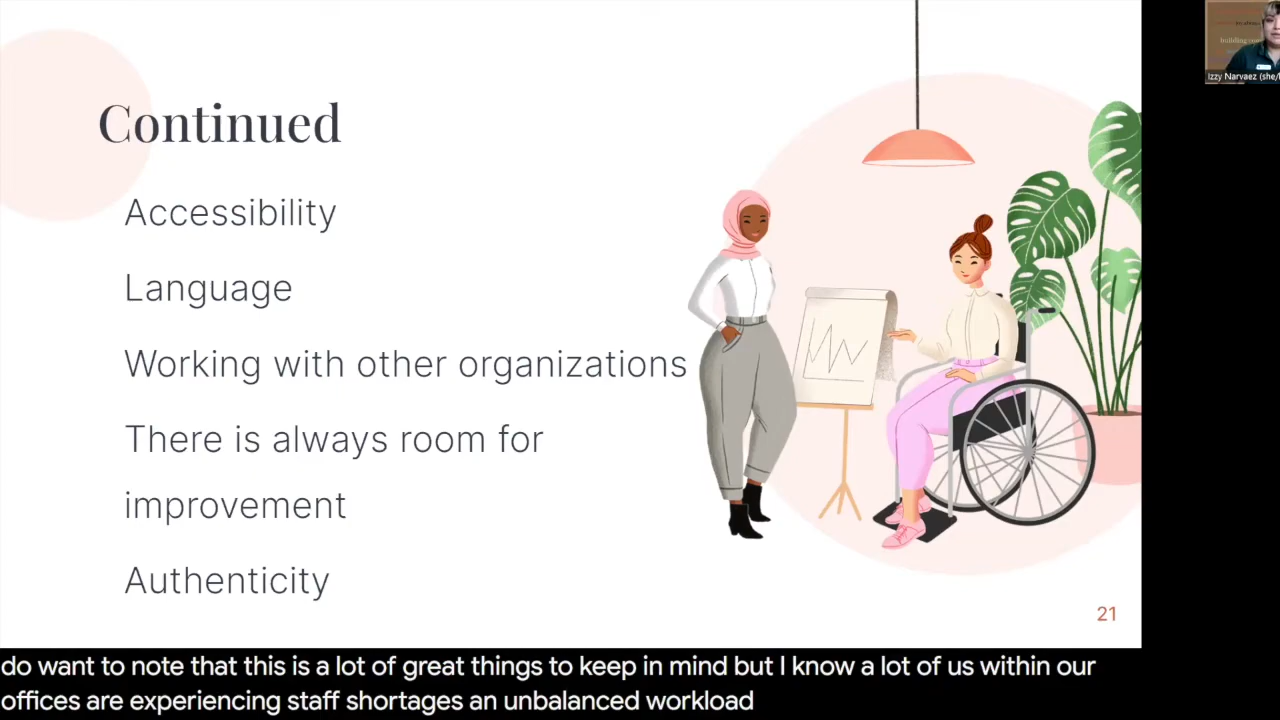 Continued
Accessibility
Language
Working with other organizations
There is always room for
improvement
Authenticity
21
Izzy Narvaez (she/
do want to note that this is a lot of great things to keep in mind but I know a lot of us within our
offices are experiencing staff shortages an unbalanced workload